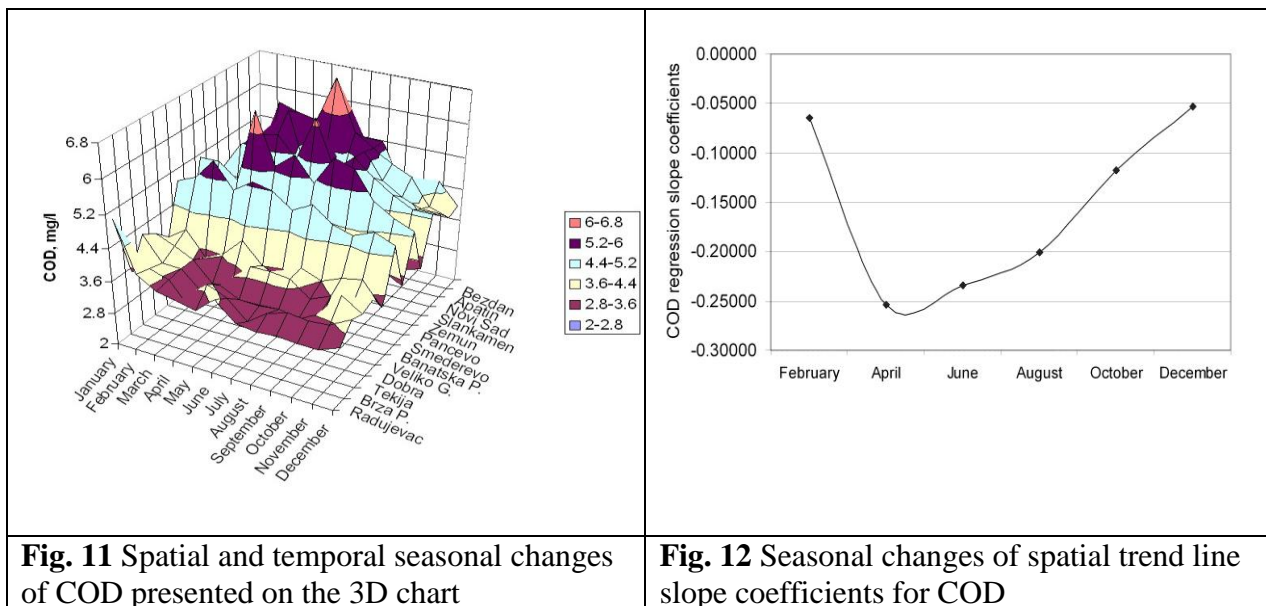 6.8
6
5.2
4.4
3.6
2.8
2
COD, mg/l
January
February
March
April
May
June
July
August
September
October
November
December
Bezdan
Apatin
Novi Sad
Slankamen
Zemun
Pancevo
Smederevo
Banatska P.
Veliko G.
Dobra
Tekija
Brza P.
Radujevac
6-6.8
5.2-6
4.4-5.2
3.6-4.4
2.8-3.6
2-2.8
Fig. 11 Spatial and temporal seasonal changes
of COD presented on the 3D chart
COD regression slope coefficients
0.00000
-0.05000
-0.10000
-0.15000
-0.20000
-0.25000
-0.30000
February April June August October December
Fig. 12 Seasonal changes of spatial trend line
slope coefficients for COD